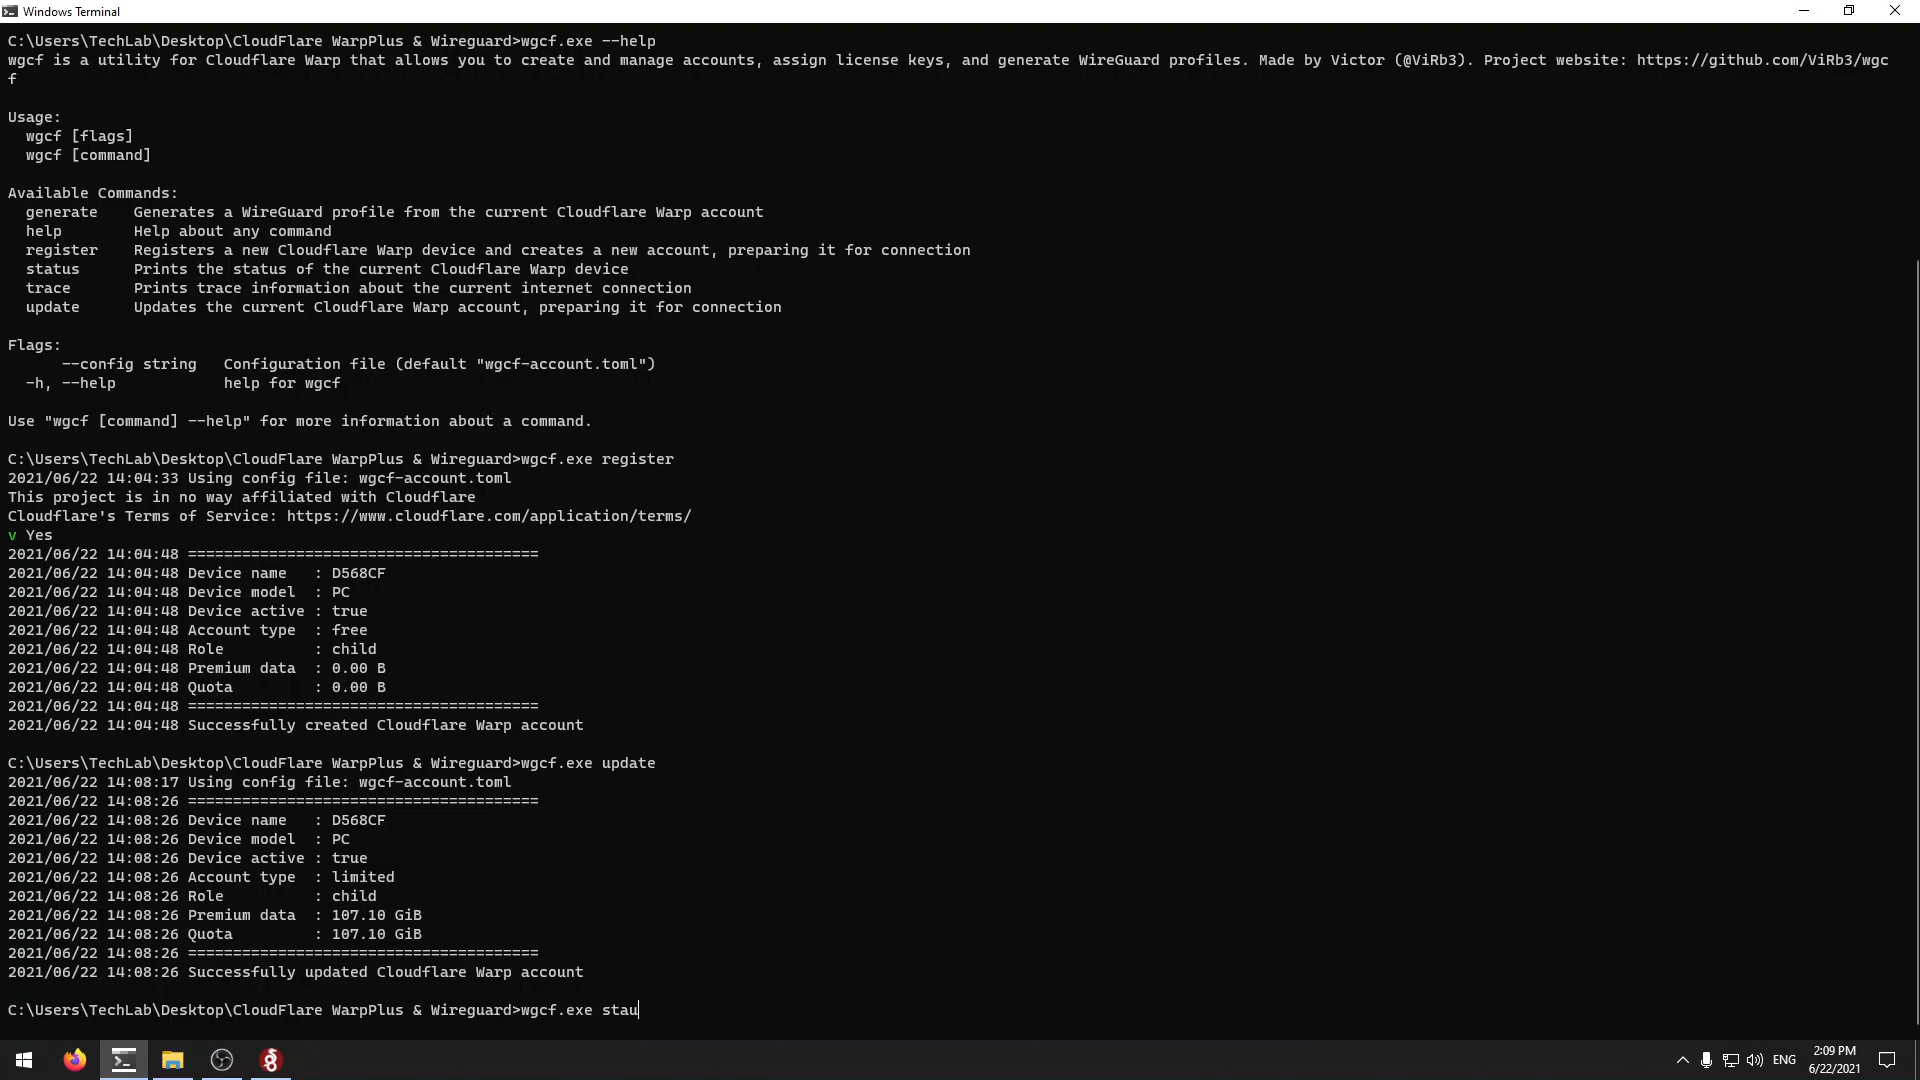 Windows Terminal
C:\Users\TechLab\Desktop\CloudFlare WarpPlus & Wireguard>wgcf.exe --help
wgcf is a utility for Cloudflare Warp that allows you to create and manage accounts, assign license keys, and generate WireGuard profiles. Made by Victor (@ViRb3). Project website: https://github.com/ViRb3/wgc
f
Usage:
  wgcf [flags]
  wgcf [command]
Available Commands:
  generate    Generates a WireGuard profile from the current Cloudflare Warp account
  help        Help about any command
  register    Registers a new Cloudflare Warp device and creates a new account, preparing it for connection
  status      Prints the status of the current Cloudflare Warp device
  trace       Prints trace information about the current internet connection
  update      Updates the current Cloudflare Warp account, preparing it for connection
Flags:
      --config string   Configuration file (default "wgcf-account.toml")
  -h, --help            help for wgcf
Use "wgcf [command] --help" for more information about a command.
C:\Users\TechLab\Desktop\CloudFlare WarpPlus & Wireguard>wgcf.exe register
2021/06/22 14:04:33 Using config file: wgcf-account.toml
This project is in no way affiliated with Cloudflare
Cloudflare's Terms of Service: https://www.cloudflare.com/application/terms/
v Yes
2021/06/22 14:04:48 =======================================
2021/06/22 14:04:48 Device name   : D568CF
2021/06/22 14:04:48 Device model  : PC
2021/06/22 14:04:48 Device active : true
2021/06/22 14:04:48 Account type  : free
2021/06/22 14:04:48 Role          : child
2021/06/22 14:04:48 Premium data  : 0.00 B
2021/06/22 14:04:48 Quota         : 0.00 B
2021/06/22 14:04:48 =======================================
2021/06/22 14:04:48 Successfully created Cloudflare Warp account
C:\Users\TechLab\Desktop\CloudFlare WarpPlus & Wireguard>wgcf.exe update
2021/06/22 14:08:17 Using config file: wgcf-account.toml
2021/06/22 14:08:26 =======================================
2021/06/22 14:08:26 Device name   : D568CF
2021/06/22 14:08:26 Device model  : PC
2021/06/22 14:08:26 Device active : true
2021/06/22 14:08:26 Account type  : limited
2021/06/22 14:08:26 Role          : child
2021/06/22 14:08:26 Premium data  : 107.10 GiB
2021/06/22 14:08:26 Quota         : 107.10 GiB
2021/06/22 14:08:26 =======================================
2021/06/22 14:08:26 Successfully updated Cloudflare Warp account
C:\Users\TechLab\Desktop\CloudFlare WarpPlus & Wireguard>wgcf.exe stau
ENG
2:09 PM
6/22/2021